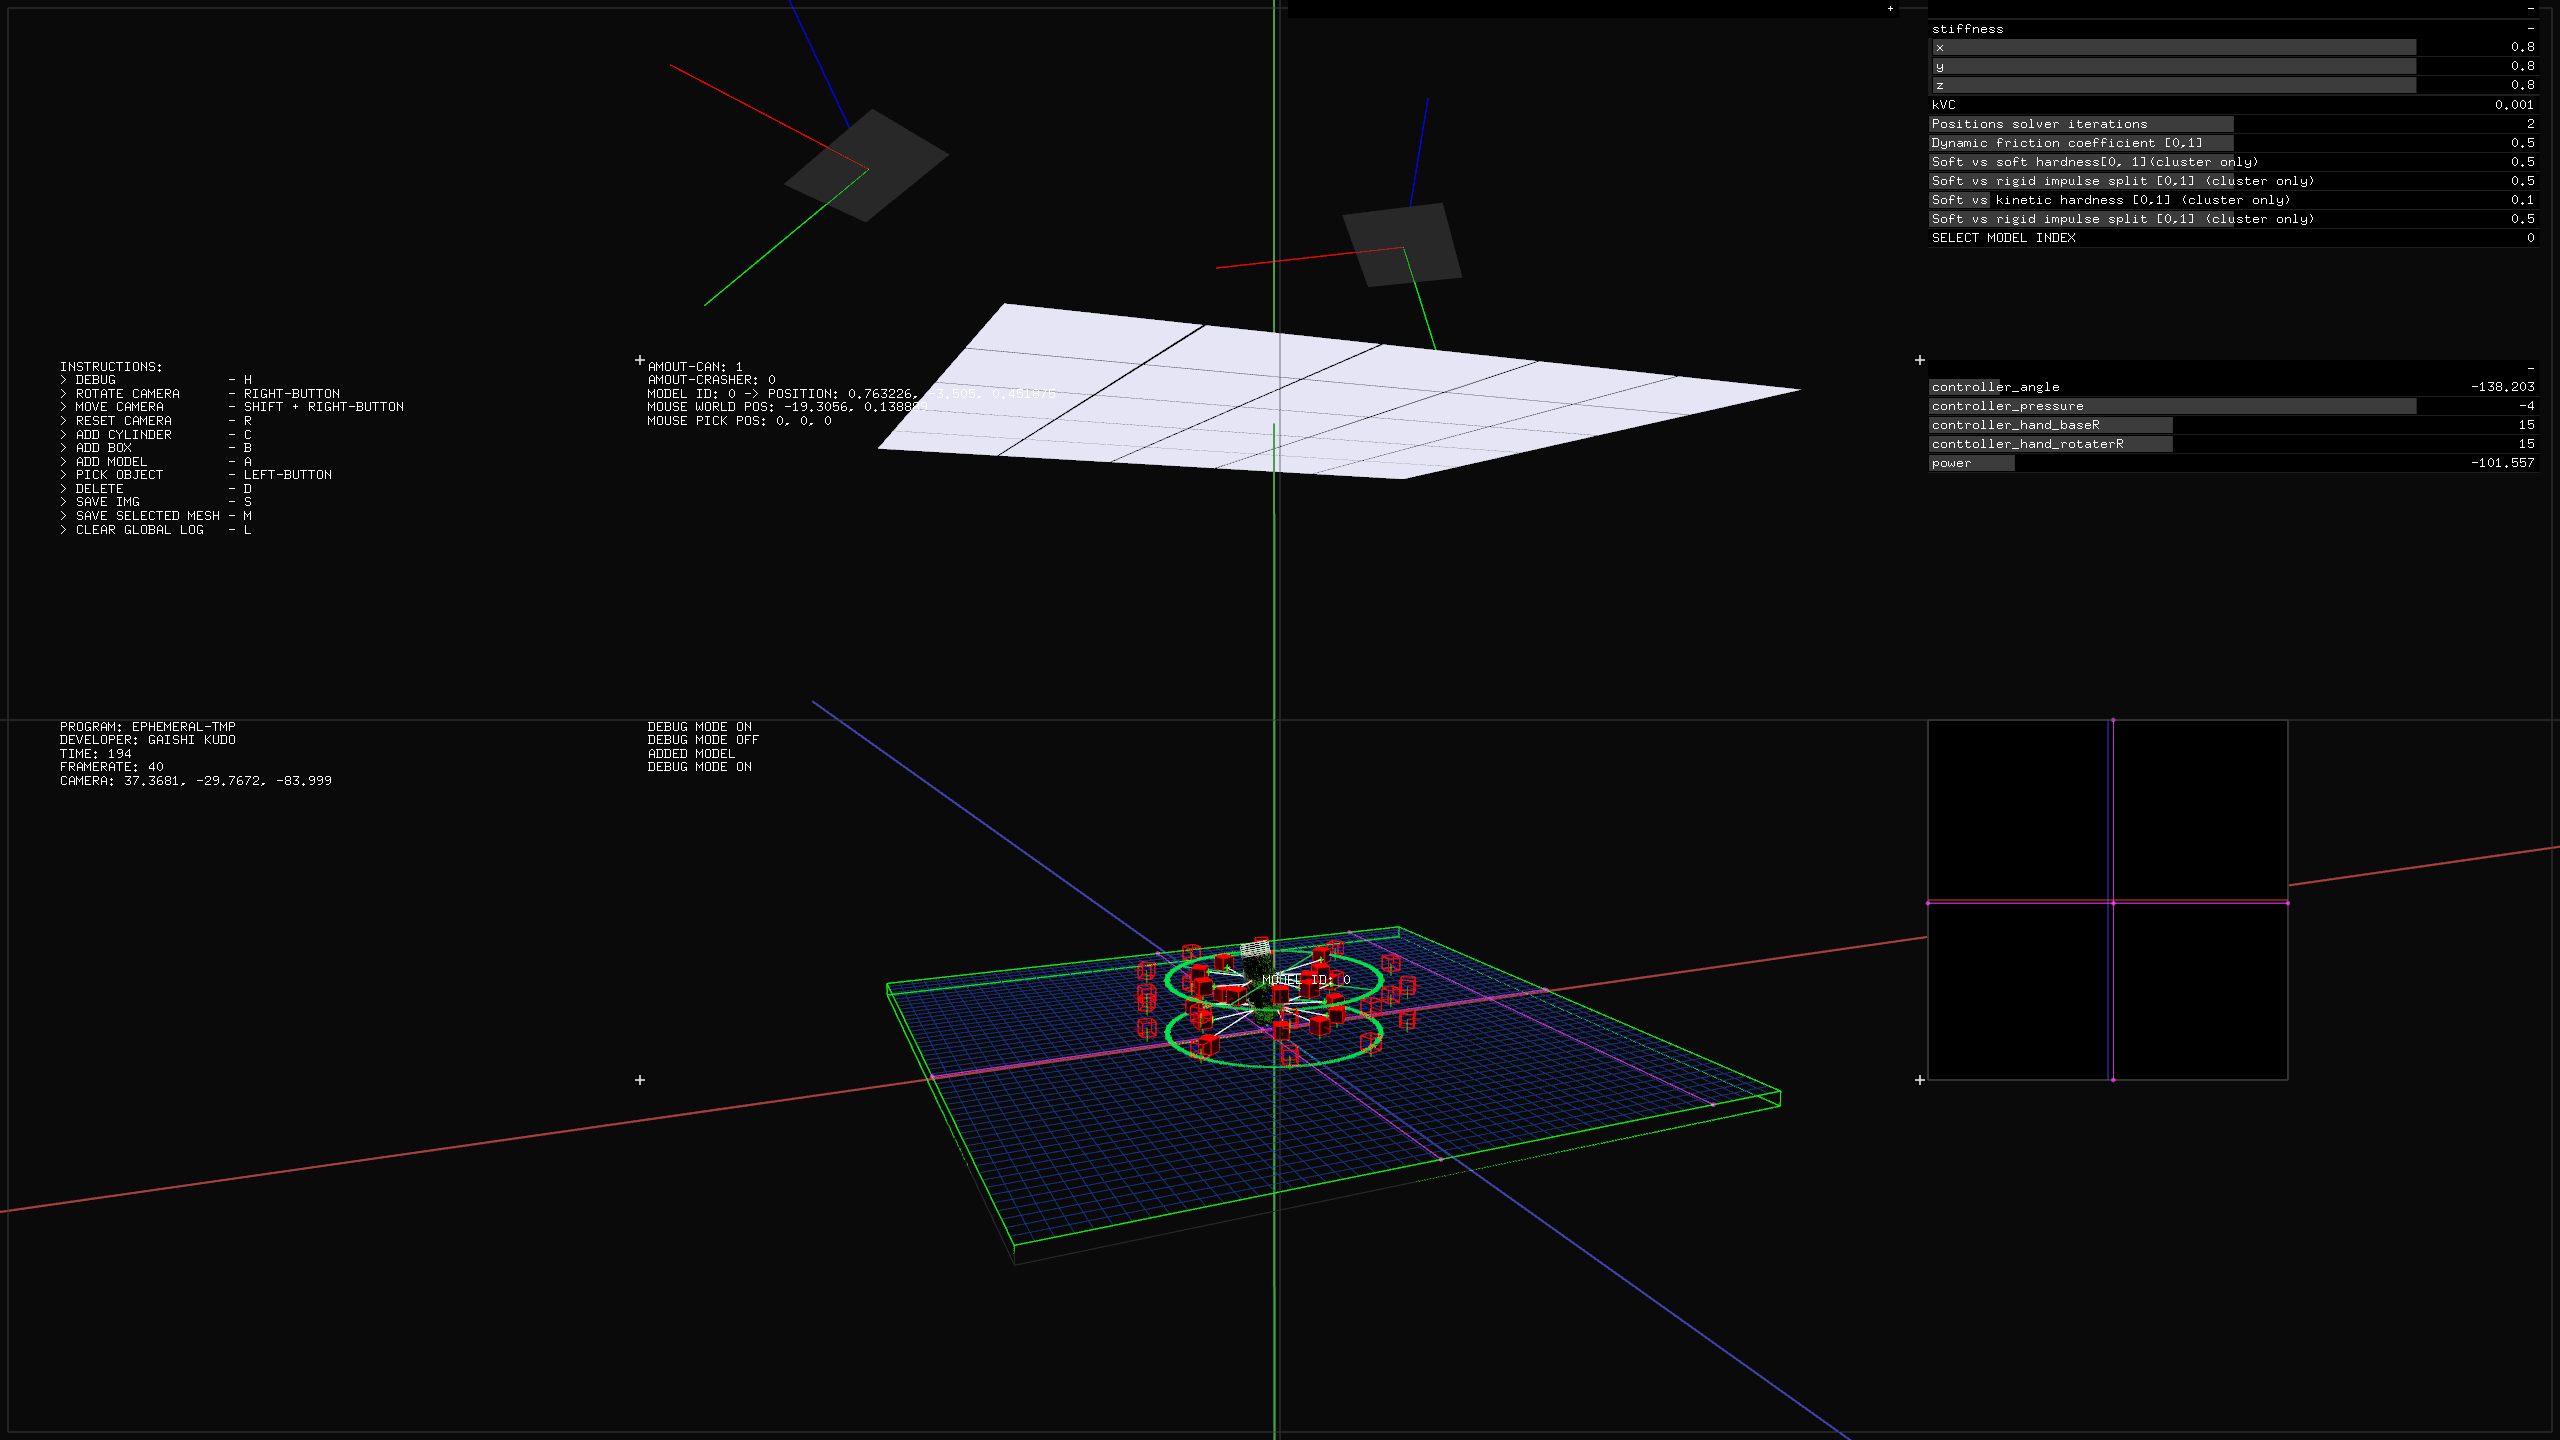 stiffness
x 0.8
y 0.8
z 0.8
kVC 0.001
Positions solver iterations 2
Dynamic friction coefficient [0,1] 0.5
Soft vs soft hardness[0, 1](cluster only) 0.5
Soft vs rigid impulse split [0,1] (cluster only) 0.5
Soft vs kinetic hardness [0,1] (cluster only) 0.1
Soft vs rigid impulse split [0,1] (cluster only) 0.5
SELECT MODEL INDEX 0
INSTRUCTIONS:
> DEBUG - H
> ROTATE CAMERA - RIGHT-BUTTON
> MOVE CAMERA - SHIFT + RIGHT-BUTTON
> RESET CAMERA - R
> ADD CYLINDER - C
> ADD BOX - B
> ADD MODEL - A
> PICK OBJECT - LEFT-BUTTON
> DELETE - D
> SAVE IMG - S
> SAVE SELECTED MESH - M
> CLEAR GLOBAL LOG - L
AMOUT-CAN: 1
AMOUT-CRASHER: 0
MODEL ID: 0 -> POSITION: 0.763226, -3.505, 0.451875
MOUSE WORLD POS: -19.3056,
MOUSE PICK POS: 0, 0, 0
controller_angle -138.203
controller_pressure -4
controller_hand_baseR 15
conttoller_hand_rotaterR 15
power -101.557
PROGRAM: EPHEMERAL-TMP
DEVELOPER: GAISHI KUDO
TIME: 194
FRAMERATE: 40
CAMERA: 37.3681, -29.7672, -83.999
DEBUG MODE ON
DEBUG MODE OFF
ADDED MODEL
DEBUG MODE ON
MODEL ID: 0